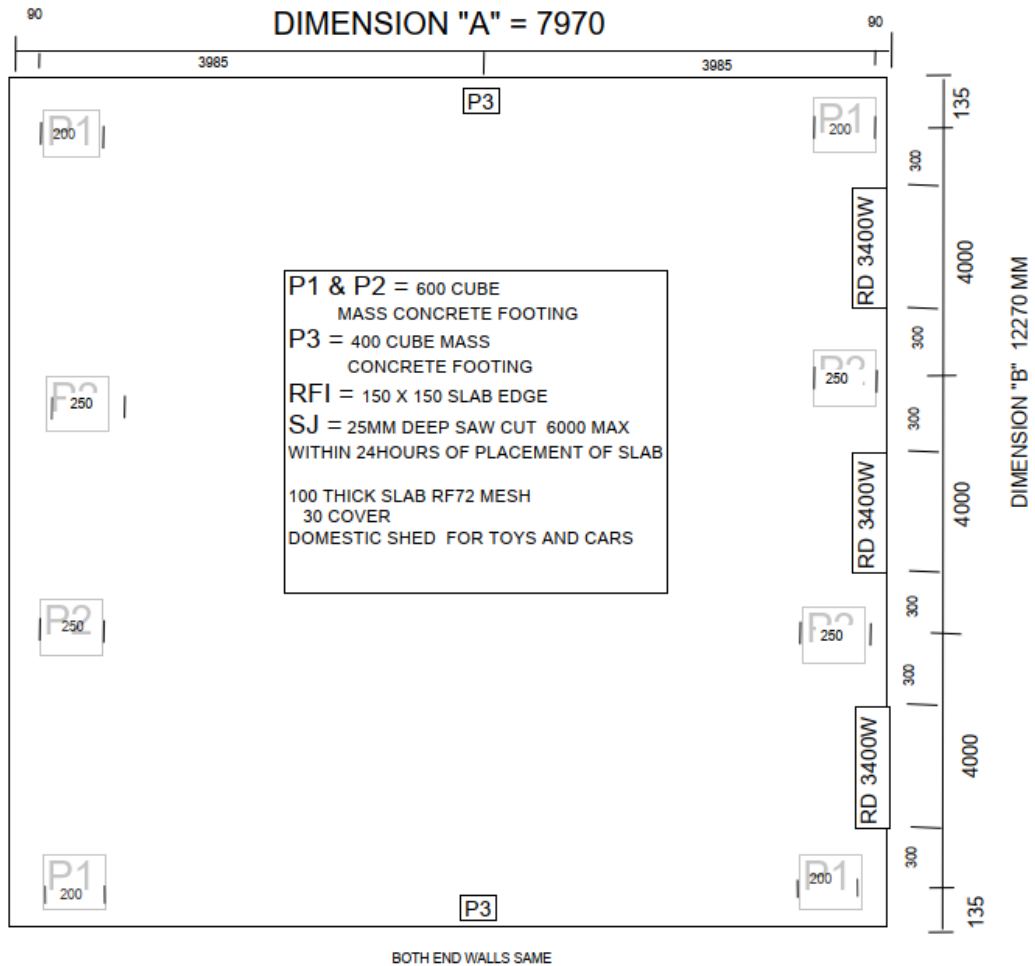 90
DIMENSION "A" = 7970
90
3985
3985
P3
135
P1
200
P1
200
300
RD 3400W
4000
DIMENSION "B" 12270 MM
P1 & P2 = 600 CUBE
MASS CONCRETE FOOTING
P3 = 400 CUBE MASS
CONCRETE FOOTING
RFI = 150 X 150 SLAB EDGE
SJ = 25MM DEEP SAW CUT 6000 MAX
WITHIN 24HOURS OF PLACEMENT OF SLAB
100 THICK SLAB RF72 MESH
30 COVER
DOMESTIC SHED FOR TOYS AND CARS
300
P2
250
P2
250
300
RD 3400W
4000
300
P2
250
P2
250
300
RD 3400W
4000
300
P1
200
P1
200
P3
135
BOTH END WALLS SAME